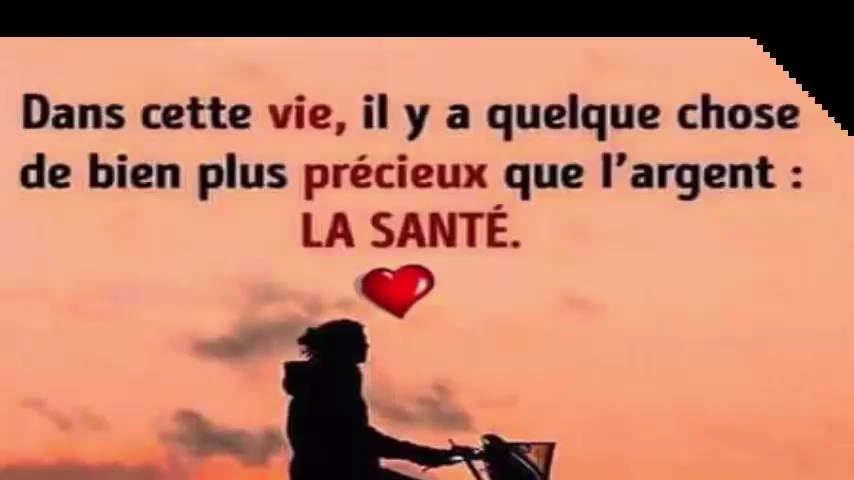 Dans cette vie, il y a quelque chose
de bien plus précieux que l’argent :
LA SANTÉ.